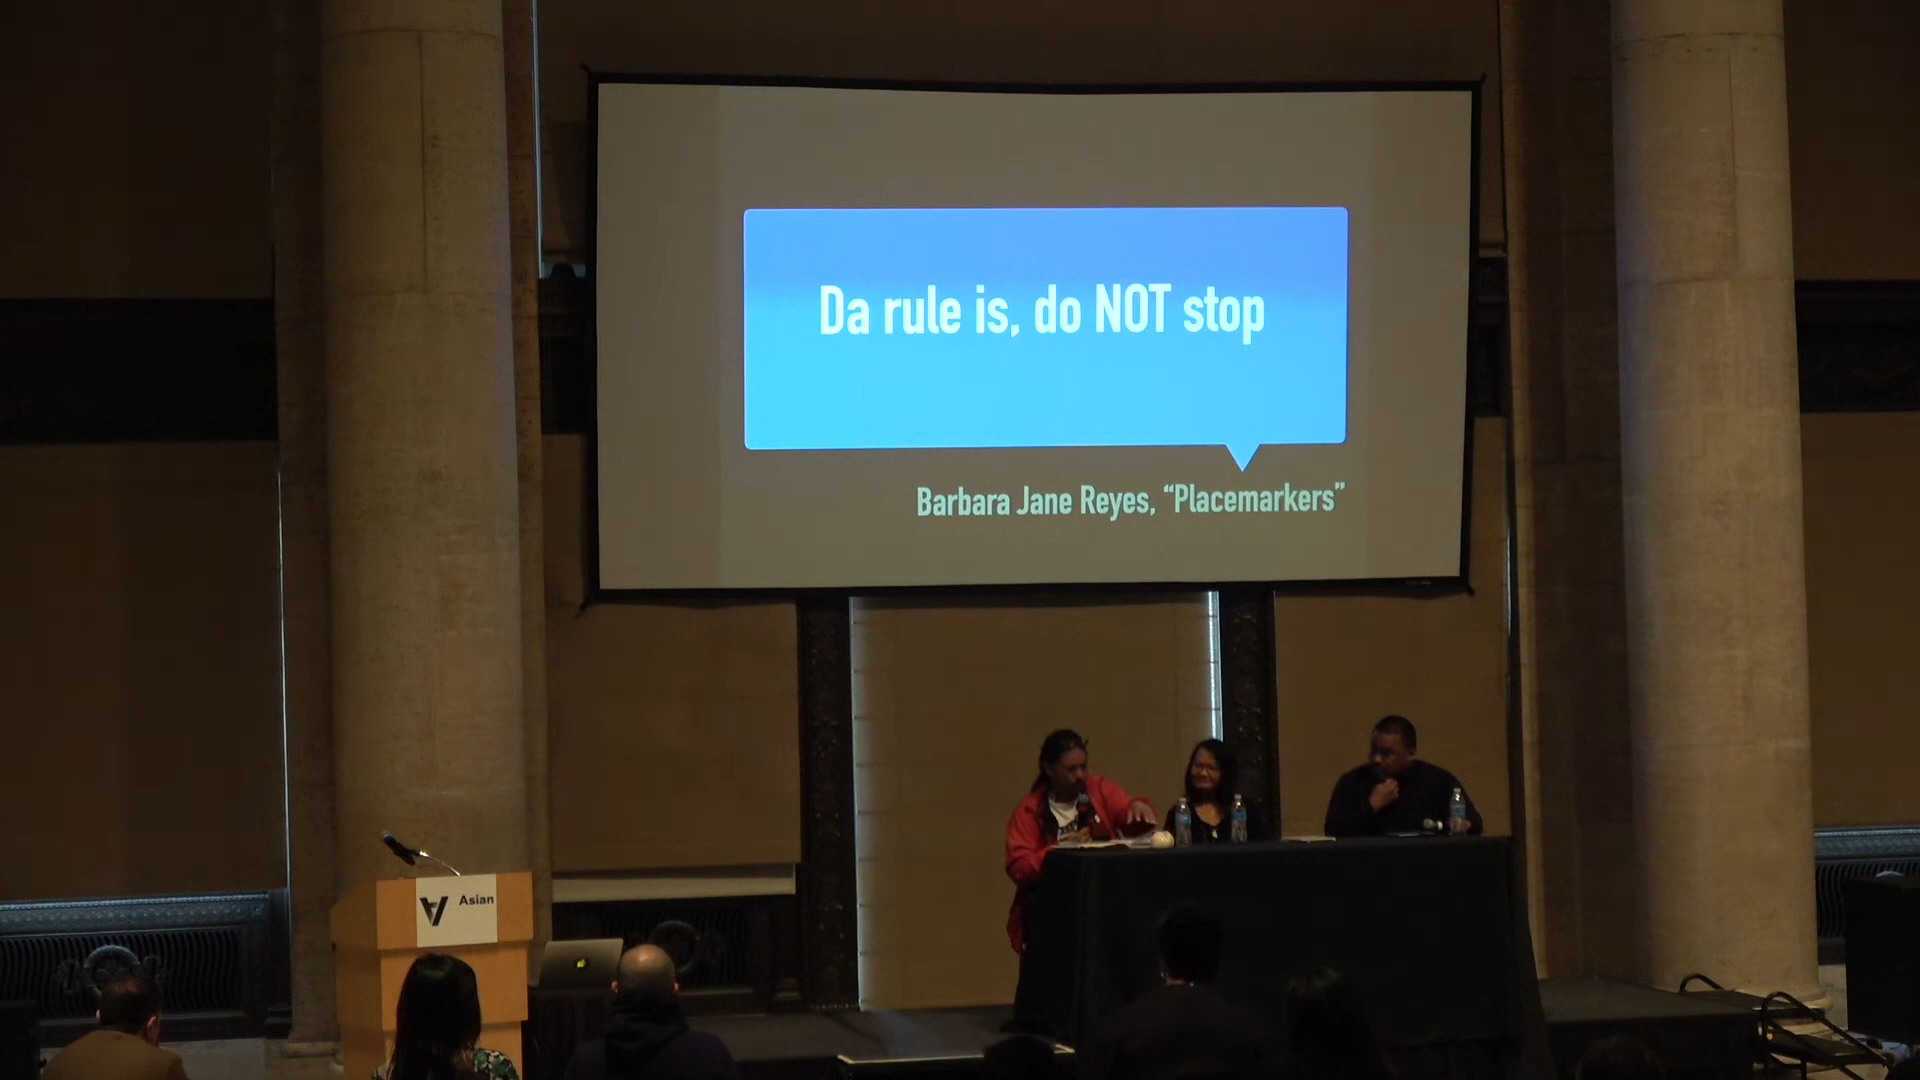 Da rule is, do NOT stop
Barbara Jane Reyes, “Placemarkers”
Asian